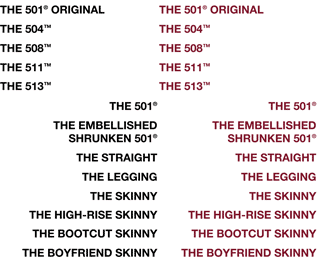 THE 501® ORIGINAL
THE 504™
THE 508™
THE 511™
THE 513™
THE 501®
THE EMBELLISHED
SHRUNKEN 501®
THE STRAIGHT
THE LEGGING
THE SKINNY
THE HIGH-RISE SKINNY
THE BOOTCUT SKINNY
THE BOYFRIEND SKINNY
THE 501® ORIGINAL
THE 504™
THE 508™
THE 511™
THE 513™
THE 501®
THE EMBELLISHED
SHRUNKEN 501®
THE STRAIGHT
THE LEGGING
THE SKINNY
THE HIGH-RISE SKINNY
THE BOOTCUT SKINNY
THE BOYFRIEND SKINNY